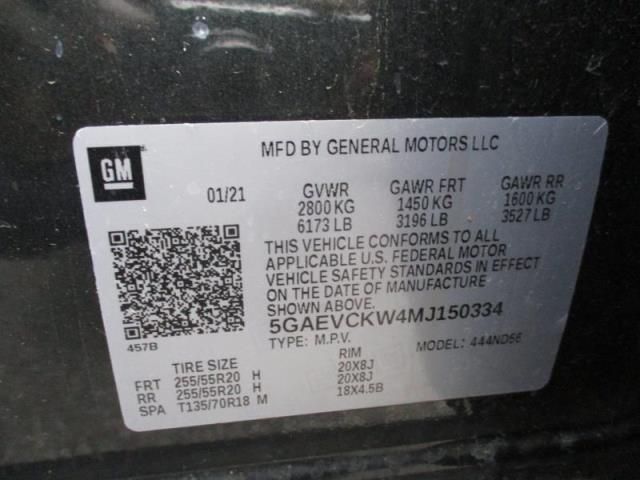 MFD BY GENERAL MOTORS LLC
GM
01/21 GVWR GAWR FRT GAWR RR
2800 KG 1450 KG 1600 KG
6173 LB 3196 LB 3527 LB
THIS VEHICLE CONFORMS TO ALL
APPLICABLE U.S. FEDERAL MOTOR
VEHICLE SAFETY STANDARDS IN EFFECT
ON THE DATE OF MANUFACTURE
SHOWN ABOVE.
5GAEVCKW4MJ150334
457B TYPE: M.P.V. MODEL: 444ND56
TIRE SIZE RIM
FRT 255/55R20 H 20X8J
RR 255/55R20 H 20X8J
SPA T135/70R18 M 18X4.5B